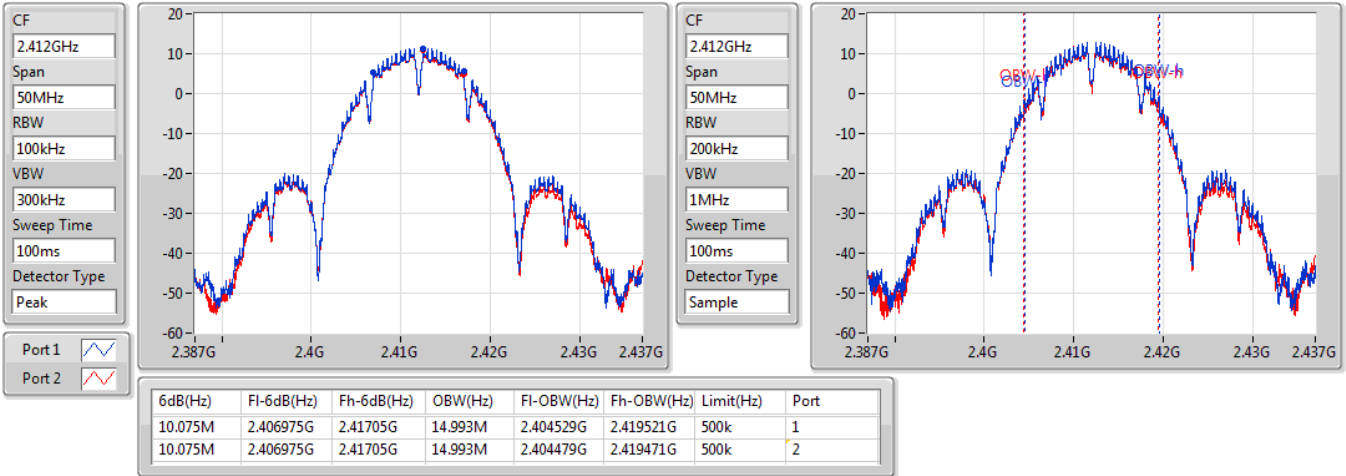 CF
2.412GHz
Span
50MHz
RBW
100kHz
VBW
300kHz
Sweep Time
100ms
Detector Type
Peak
Port 1
Port 2
20
10
0
-10
-20
-30
-40
-50
-60
2.387G 2.4G 2.41G 2.42G 2.43G 2.437G
CF
2.412GHz
Span
50MHz
RBW
200kHz
VBW
1MHz
Sweep Time
100ms
Detector Type
Sample
20
10
0
-10
-20
-30
-40
-50
-60
OBW-h
2.387G 2.4G 2.41G 2.42G 2.43G 2.437G
6dB(Hz) Fl-6dB(Hz) Fh-6dB(Hz) OBW(Hz) Fl-OBW(Hz) Fh-OBW(Hz) Limit(Hz) Port
10.075M 2.406975G 2.41705G 14.993M 2.404529G 2.419521G 500k 1
10.075M 2.406975G 2.41705G 14.993M 2.404479G 2.419471G 500k 2